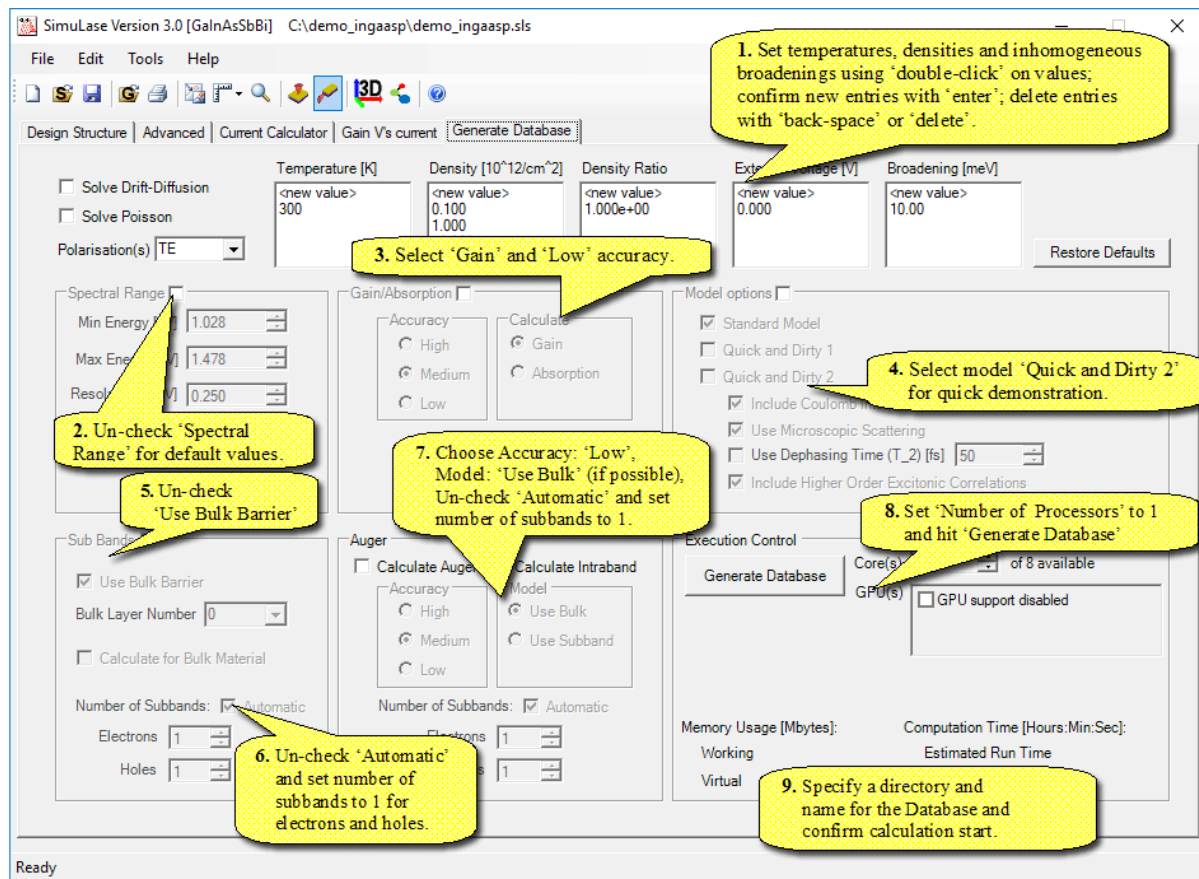 SimuLase Version 3.0 [GaInAsSbBi] C:\demo_ingaasp\demo_ingaasp.sls
File Edit Tools Help
3D
Design Structure Advanced Current Calculator Gain V's current Generate Database
1. Set temperatures, densities and inhomogeneous
broadenings using ‘double-click’ on values;
confirm new entries with ‘enter’; delete entries
with ‘back-space’ or ‘delete’.
Solve Drift-Diffusion
Solve Poisson
Polarisation(s) TE
Temperature [K]
<new value>
300
Density [10^12/cm^2]
<new value>
0.100
1.000
Density Ratio
<new value>
1.000e+00
[V]
<new value>
0.000
Broadening [meV]
<new value>
10.00
Restore Defaults
3. Select ‘Gain’ and ‘Low’ accuracy.
Spectral Range
Min Energy 1.028
Max 1.478
0.250
2. Un-check ‘Spectral
Range’ for default values.
Gain/Absorption
Accuracy
High
Medium
Low
Calculate
Gain
Absorption
Model options
Standard Model
Quick and Dirty 1
Quick and Dirty 2
Include Coulomb
Use Microscopic Scattering
Use Dephasing Time (T_2) [fs] 50
Include Higher Order Excitonic Correlations
4. Select model ‘Quick and Dirty 2’
for quick demonstration.
5. Un-check
‘Use Bulk Barrier’
7. Choose Accuracy: ‘Low’,
Model: ‘Use Bulk’ (if possible),
Un-check ‘Automatic’ and set
number of subbands to 1.
8. Set ‘Number of Processors’ to 1
and hit ‘Generate Database’
Sub Bands
Use Bulk Barrier
Bulk Layer Number 0
Calculate for Bulk Material
Number of Subbands: Automatic
Electrons 1
Holes 1
6. Un-check ‘Automatic’
and set number of
subbands to 1 for
electrons and holes.
Auger
Calculate Auger Calculate Intraband
Accuracy
High
Medium
Low
Model
Use Bulk
Use Subband
Number of Subbands: Automatic
1
1
Execution Control
Generate Database
Core(s) of 8 available
GPU(s) GPU support disabled
Memory Usage [Mbytes]:
Working
Virtual
Computation Time [Hours:Min:Sec]:
Estimated Run Time
9. Specify a directory and
name for the Database and
confirm calculation start.
Ready